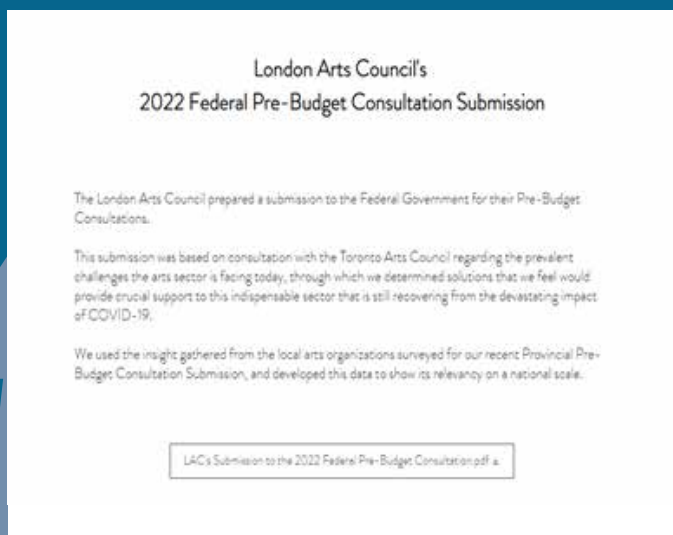 London Arts Council's
2022 Federal Pre-Budget Consultation Submission
The London Arts Council prepared a submission to the Federal Government for their Pre-Budget
Consultations.
This submission was based on consultation with the Toronto Arts Council regarding the prevalent
challenges the arts sector is facing today, through which we determined solutions that we feel would
provide crucial support to this indispensable sector that is still recovering from the devastating impact
of COVID-19.
We used the insight gathered from the local arts organizations surveyed for our recent Provincial Pre-
Budget Consultation Submission, and developed this data to show its relevancy on a national scale.
LAC's Submission to the 2022 Federal Pre-Budget Consultation.pdf